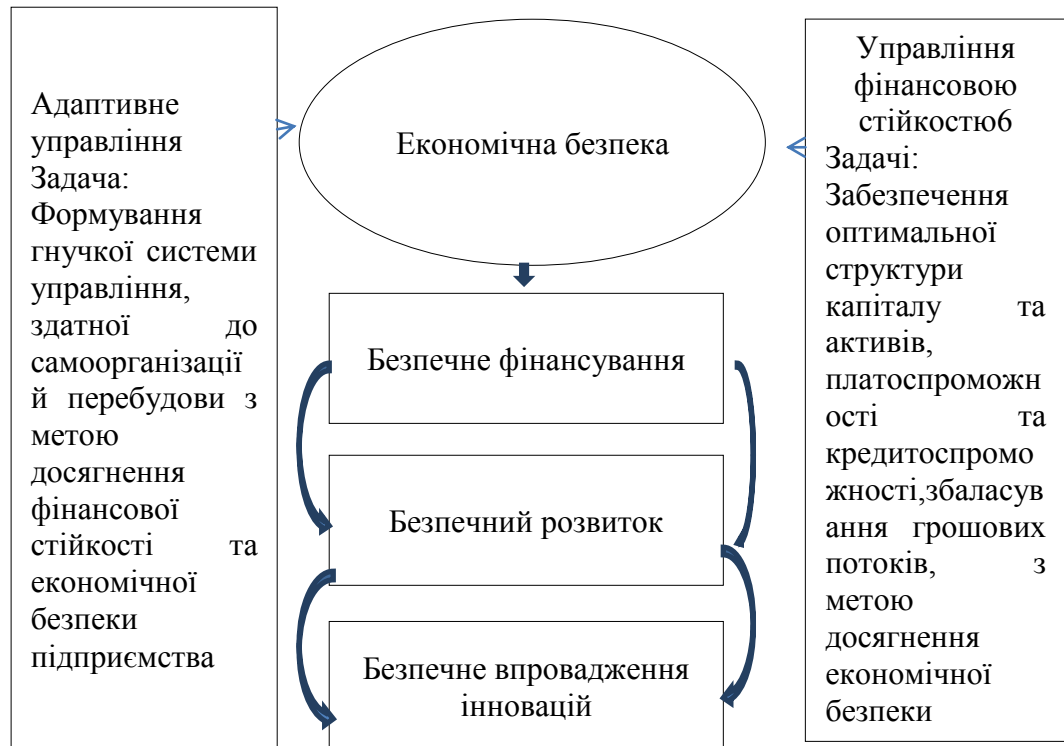 Адаптивне
управління
Задача:
Формування
гнучкої системи
управління,
здатної до
самоорганізації
й перебудови з
метою
досягнення
фінансової
стійкості та
економічної
безпеки
підприємства
Економічна безпека
Безпечне фінансування
Безпечний розвиток
Безпечне впровадження
інновацій
Управління
фінансовою
стійкостю6
Задачі:
Забезпечення
оптимальної
структури
капіталу та
активів,
платоспроможн
ості та
кредитоспромо
жності,збаласув
ання грошових
потоків, з
метою
досягнення
економічної
безпеки